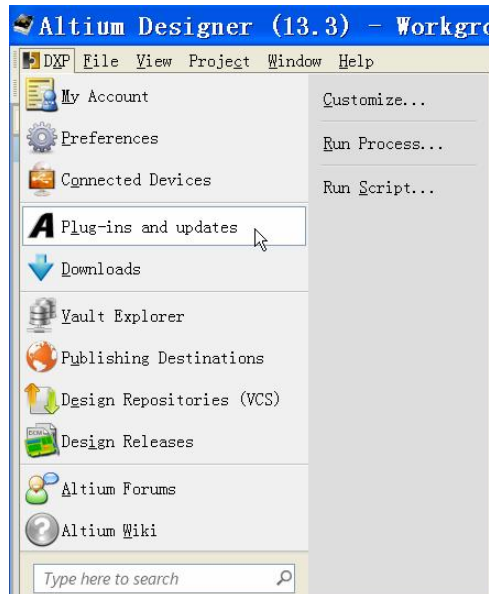 Altium Designer (13.3) - Workgro
DXP File View Project Window Help
My Account
Preferences
Connected Devices
Plug-ins and updates
Downloads
Vault Explorer
Publishing Destinations
Design Repositories (VCS)
Design Releases
Altium Forums
Altium Wiki
Type here to search
Customize...
Run Process...
Run Script...